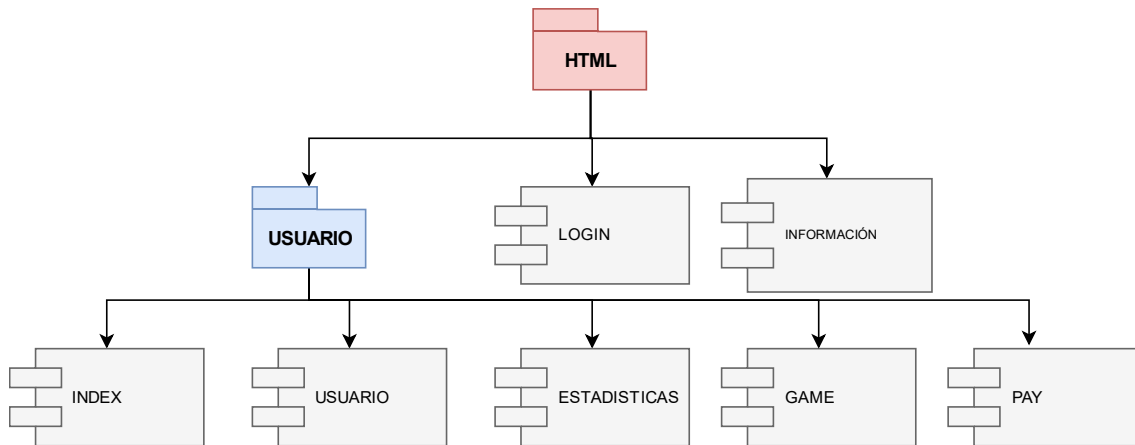 HTML
USUARIO
LOGIN
INFORMACIÓN
INDEX
USUARIO
ESTADISTICAS
GAME
PAY